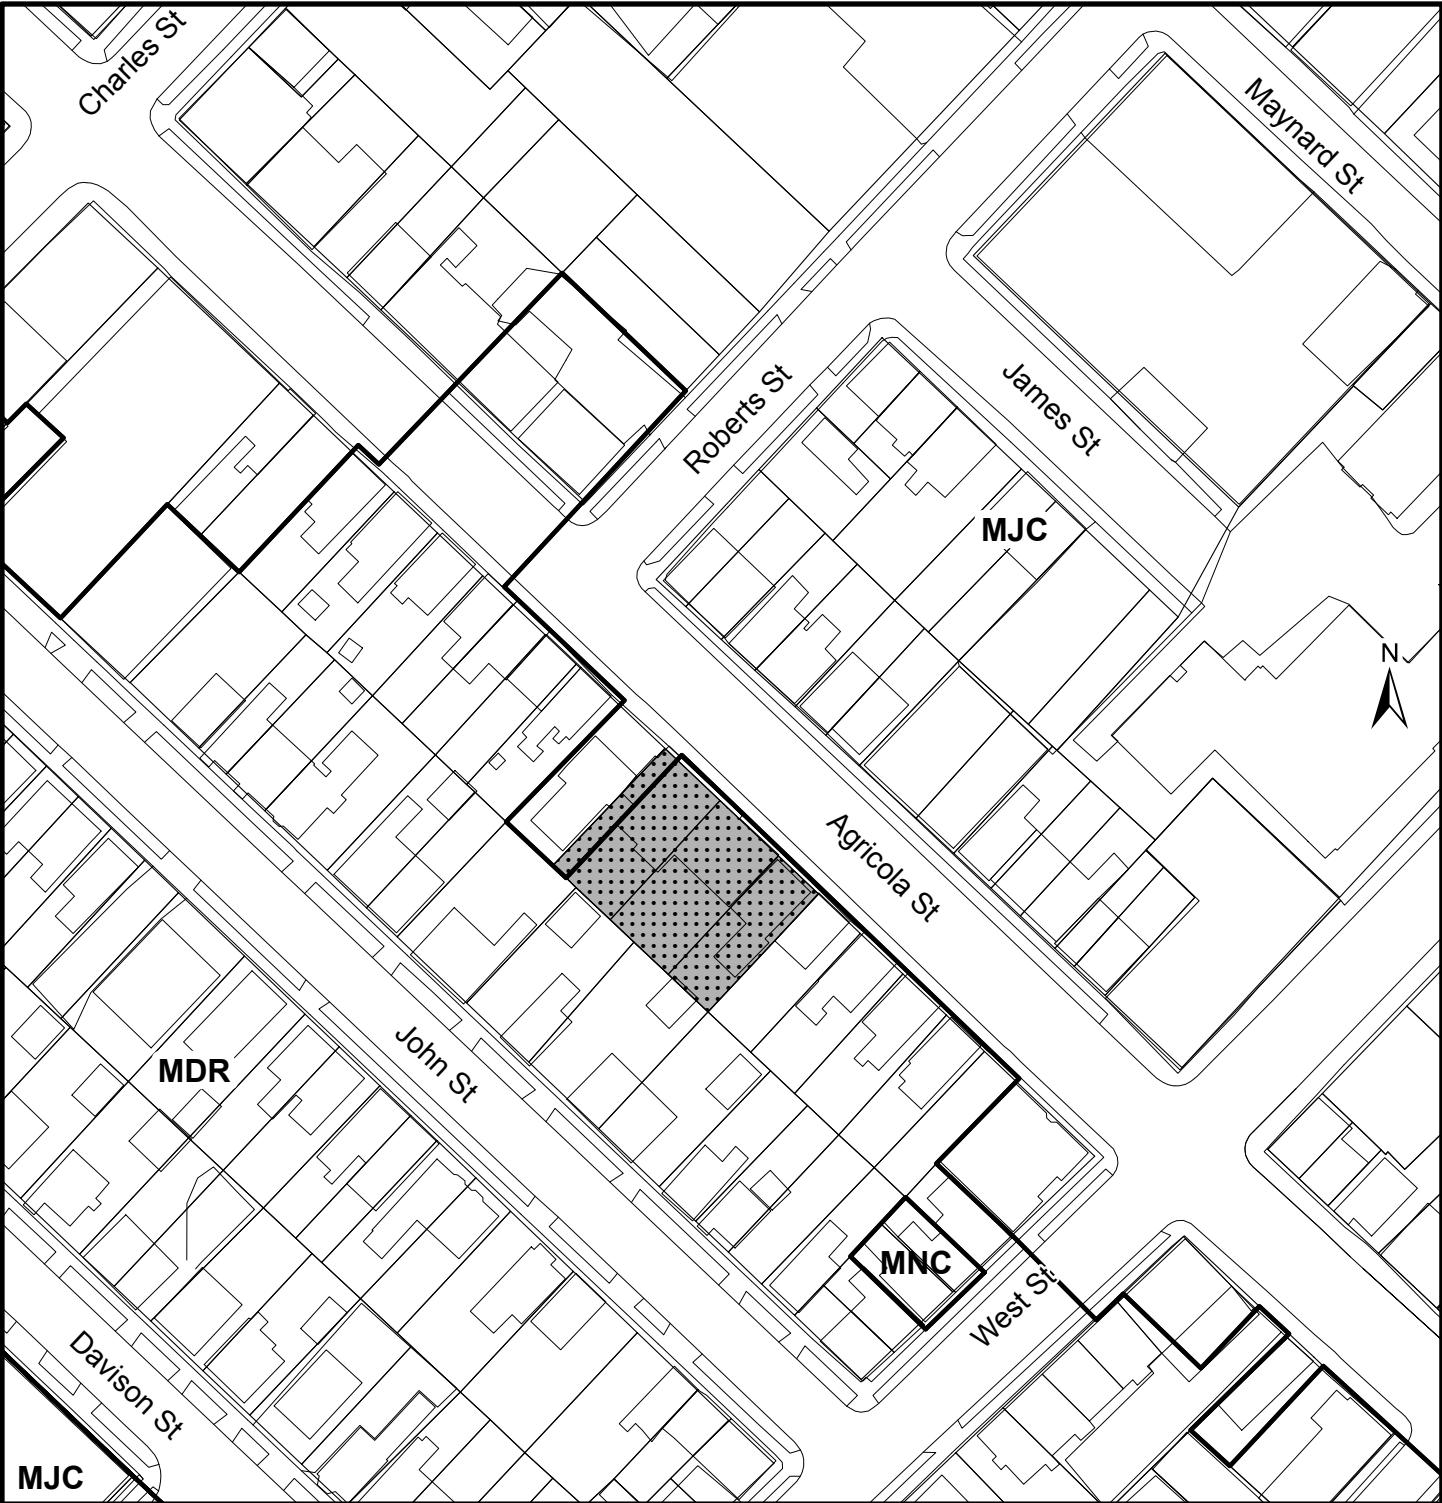 Charles St
Maynard St
Roberts St
James St
MJC
N
Agricola St
John St
MDR
MNC
West St
Davison St
MJC